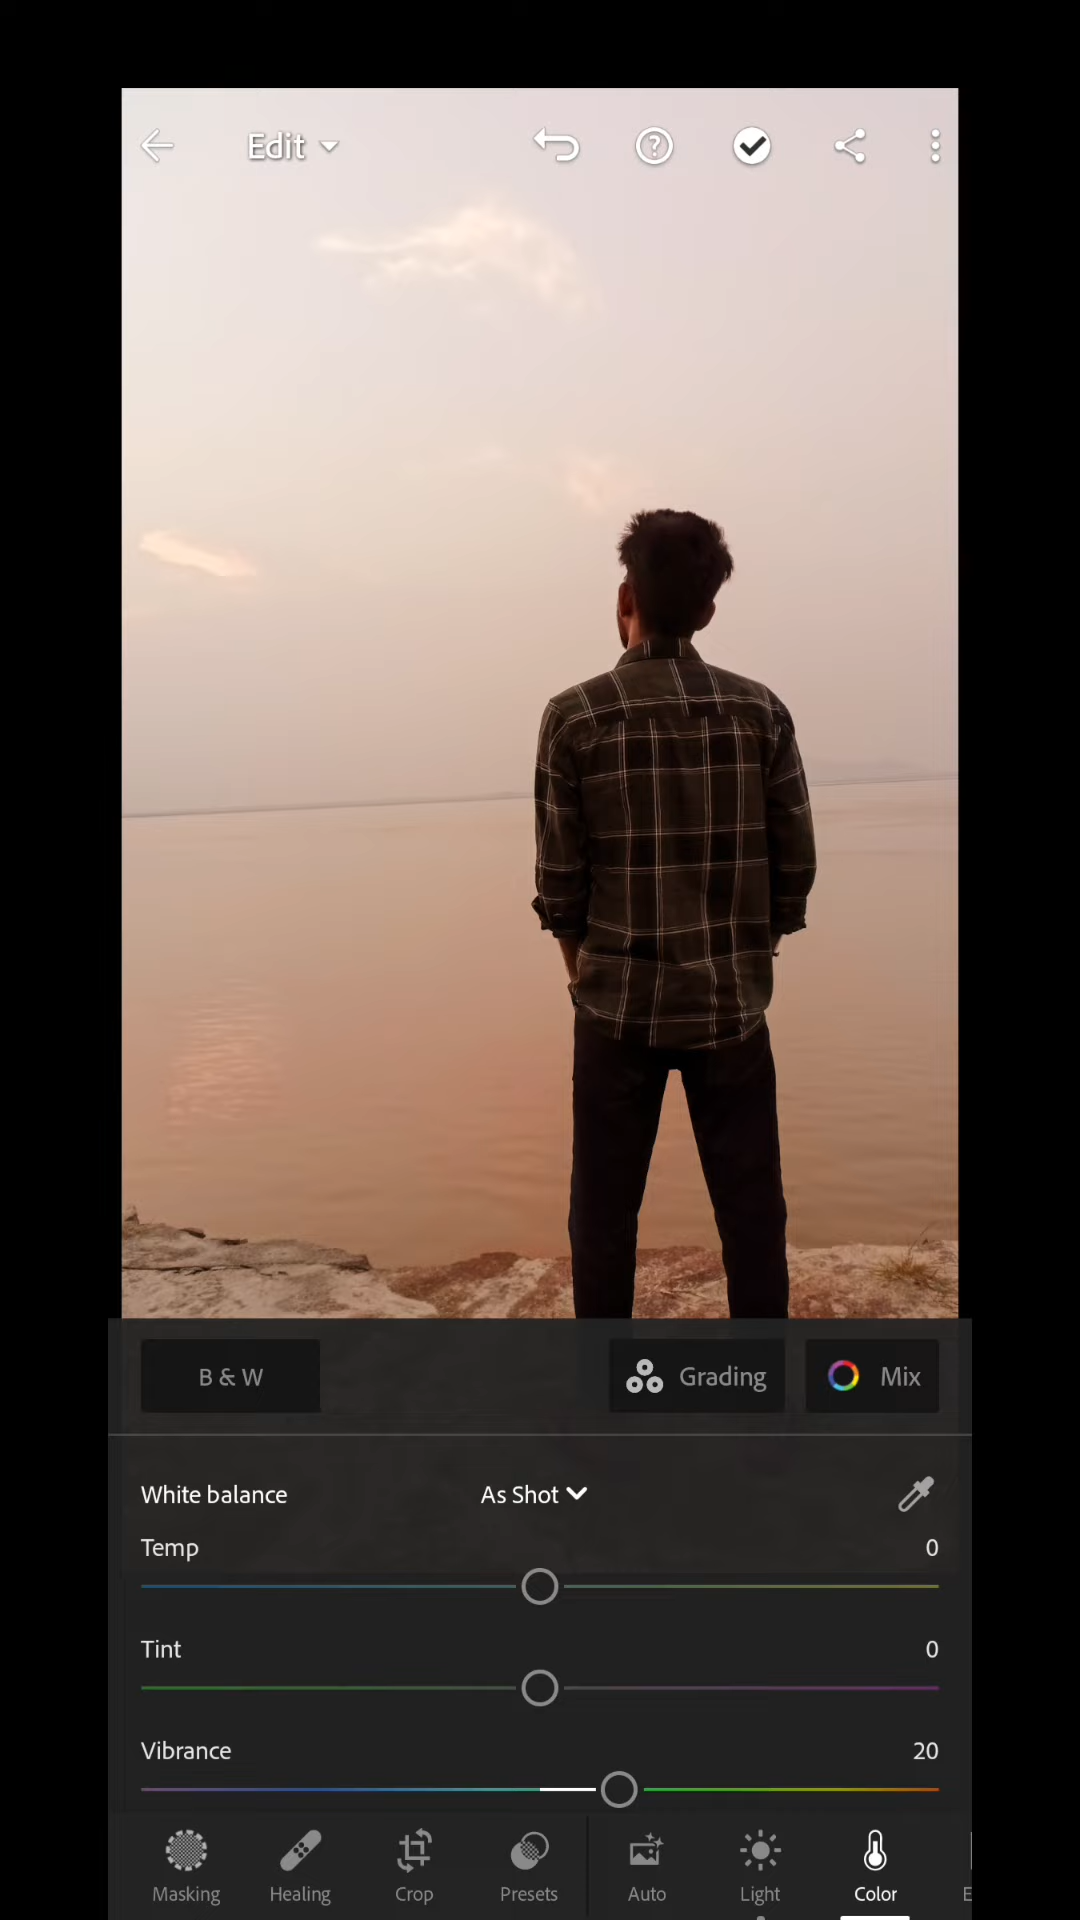 Edit
B & W
Grading
Mix
White balance
As Shot
Temp
0
Tint
0
Vibrance
20
Masking
Healing
Crop
Presets
Auto
Light
Color
E